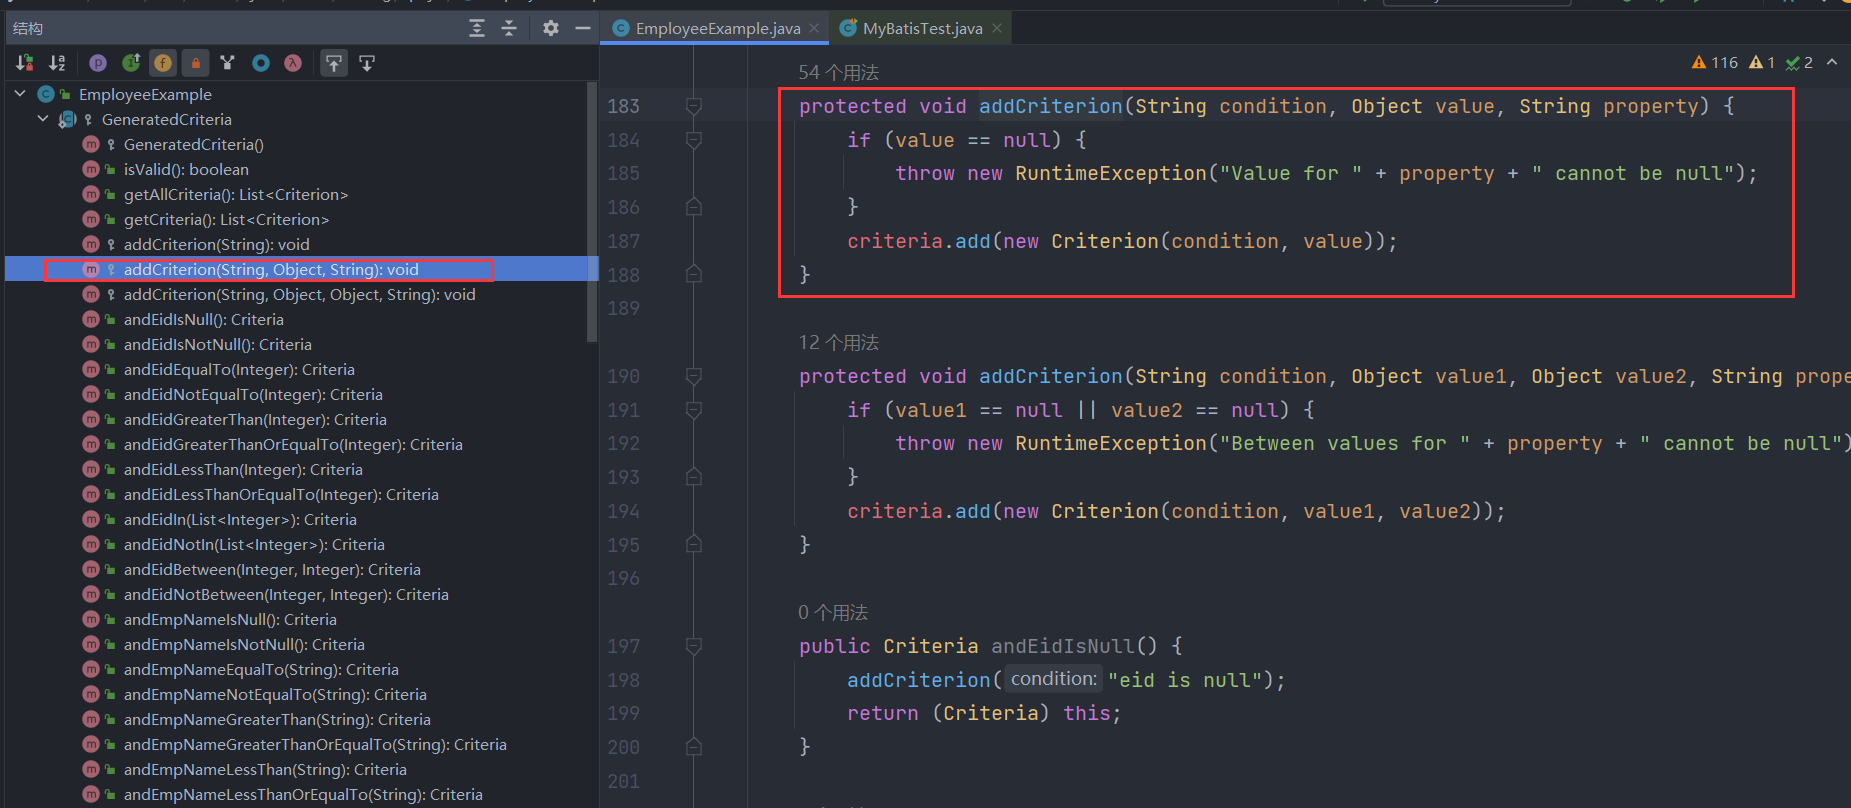 结构
EmployeeExample
GeneratedCriteria
GeneratedCriteria()
isValid(): boolean
getAllCriteria(): List<Criterion>
getCriteria(): List<Criterion>
addCriterion(String): void
addCriterion(String, Object, String): void
addCriterion(String, Object, Object, String): void
andEidIsNull(): Criteria
andEidIsNotNull(): Criteria
andEidEqualTo(Integer): Criteria
andEidNotEqualTo(Integer): Criteria
andEidGreaterThan(Integer): Criteria
andEidGreaterThanOrEqualTo(Integer): Criteria
andEidLessThan(Integer): Criteria
andEidLessThanOrEqualTo(Integer): Criteria
andEidIn(List<Integer>): Criteria
andEidNotIn(List<Integer>): Criteria
andEidBetween(Integer, Integer): Criteria
andEidNotBetween(Integer, Integer): Criteria
andEmpNameIsNull(): Criteria
andEmpNameIsNotNull(): Criteria
andEmpNameEqualTo(String): Criteria
andEmpNameNotEqualTo(String): Criteria
andEmpNameGreaterThan(String): Criteria
andEmpNameGreaterThanOrEqualTo(String): Criteria
andEmpNameLessThan(String): Criteria
andEmpNameLessThanOrEqualTo(String): Criteria
EmployeeExample.java
MyBatisTest.java
116 1 2
54 个用法
183 protected void addCriterion(String condition, Object value, String property) {
184 if (value == null) {
185 throw new RuntimeException("Value for " + property + " cannot be null");
186 }
187 criteria.add(new Criterion(condition, value));
188 }
189
12 个用法
190 protected void addCriterion(String condition, Object value1, Object value2, String prope
191 if (value1 == null || value2 == null) {
192 throw new RuntimeException("Between values for " + property + " cannot be null")
193 }
194 criteria.add(new Criterion(condition, value1, value2));
195 }
196
0 个用法
197 public Criteria andEidIsNull() {
198 addCriterion( condition: "eid is null");
199 return (Criteria) this;
200 }
201